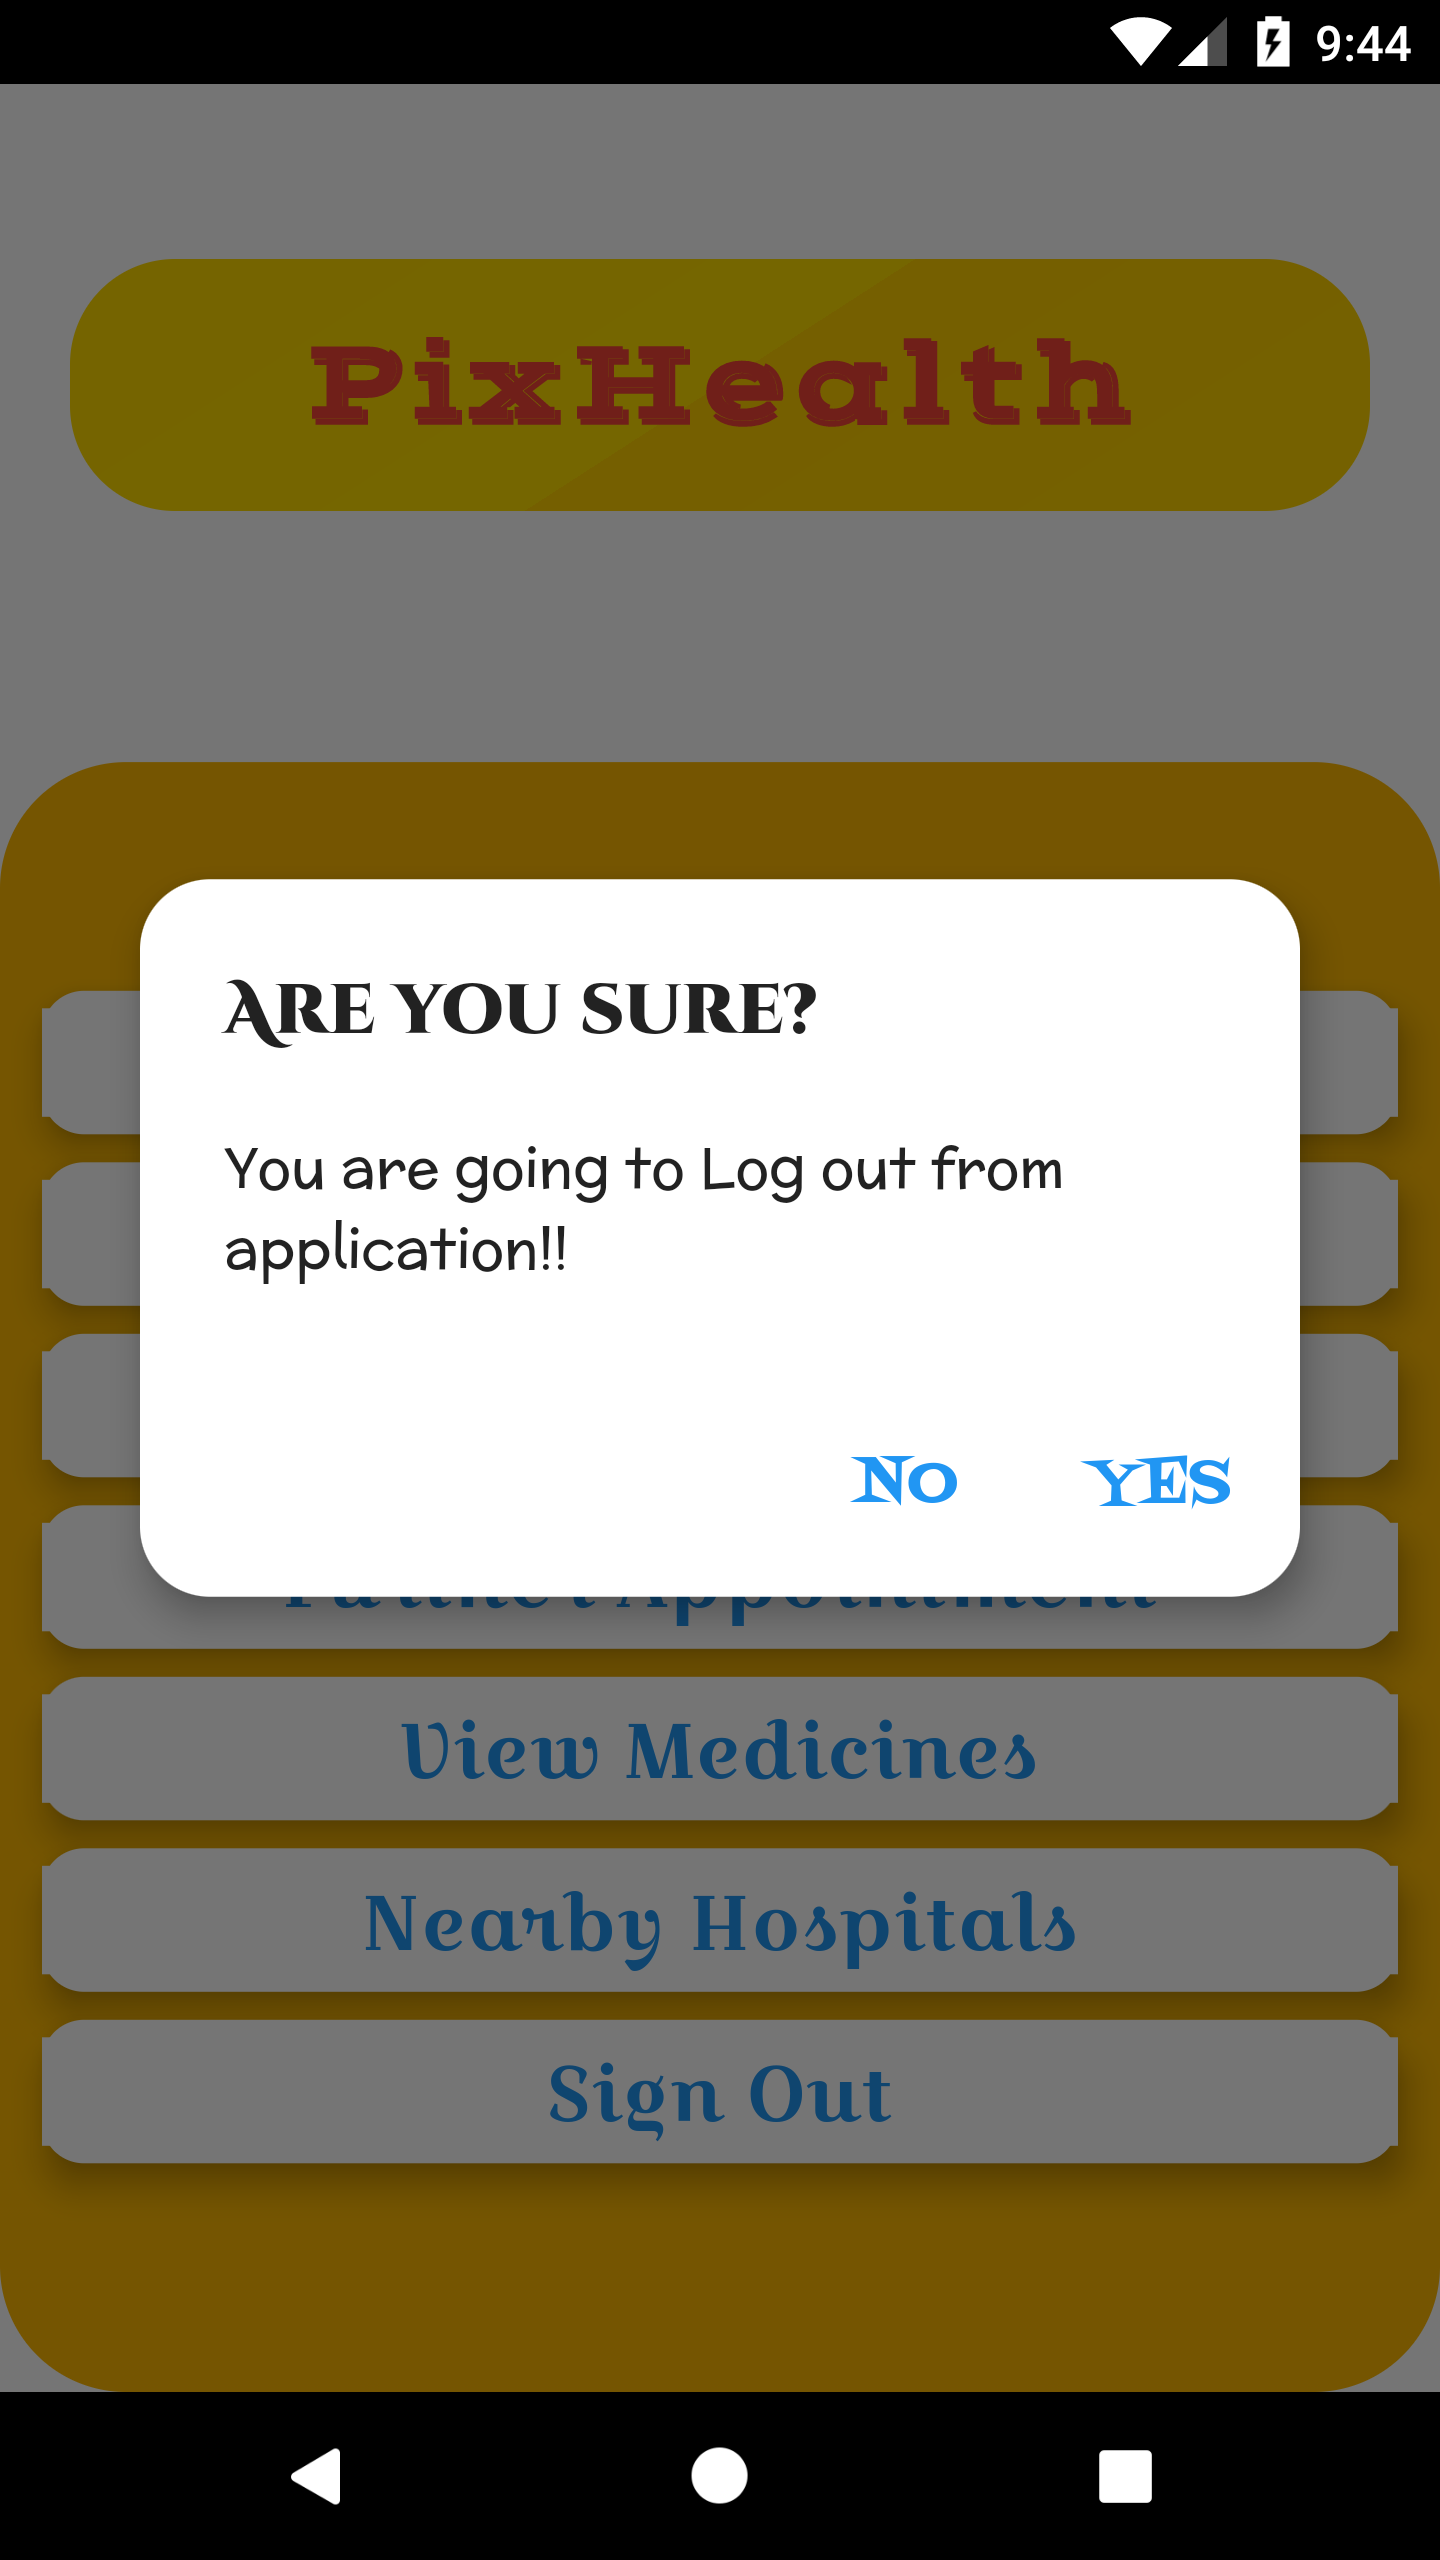 9:44
PixHealth
Are you sure?
You are going to Log out from
application!!
No
Yes
Appointment
View Medicines
Nearby Hospitals
Sign Out